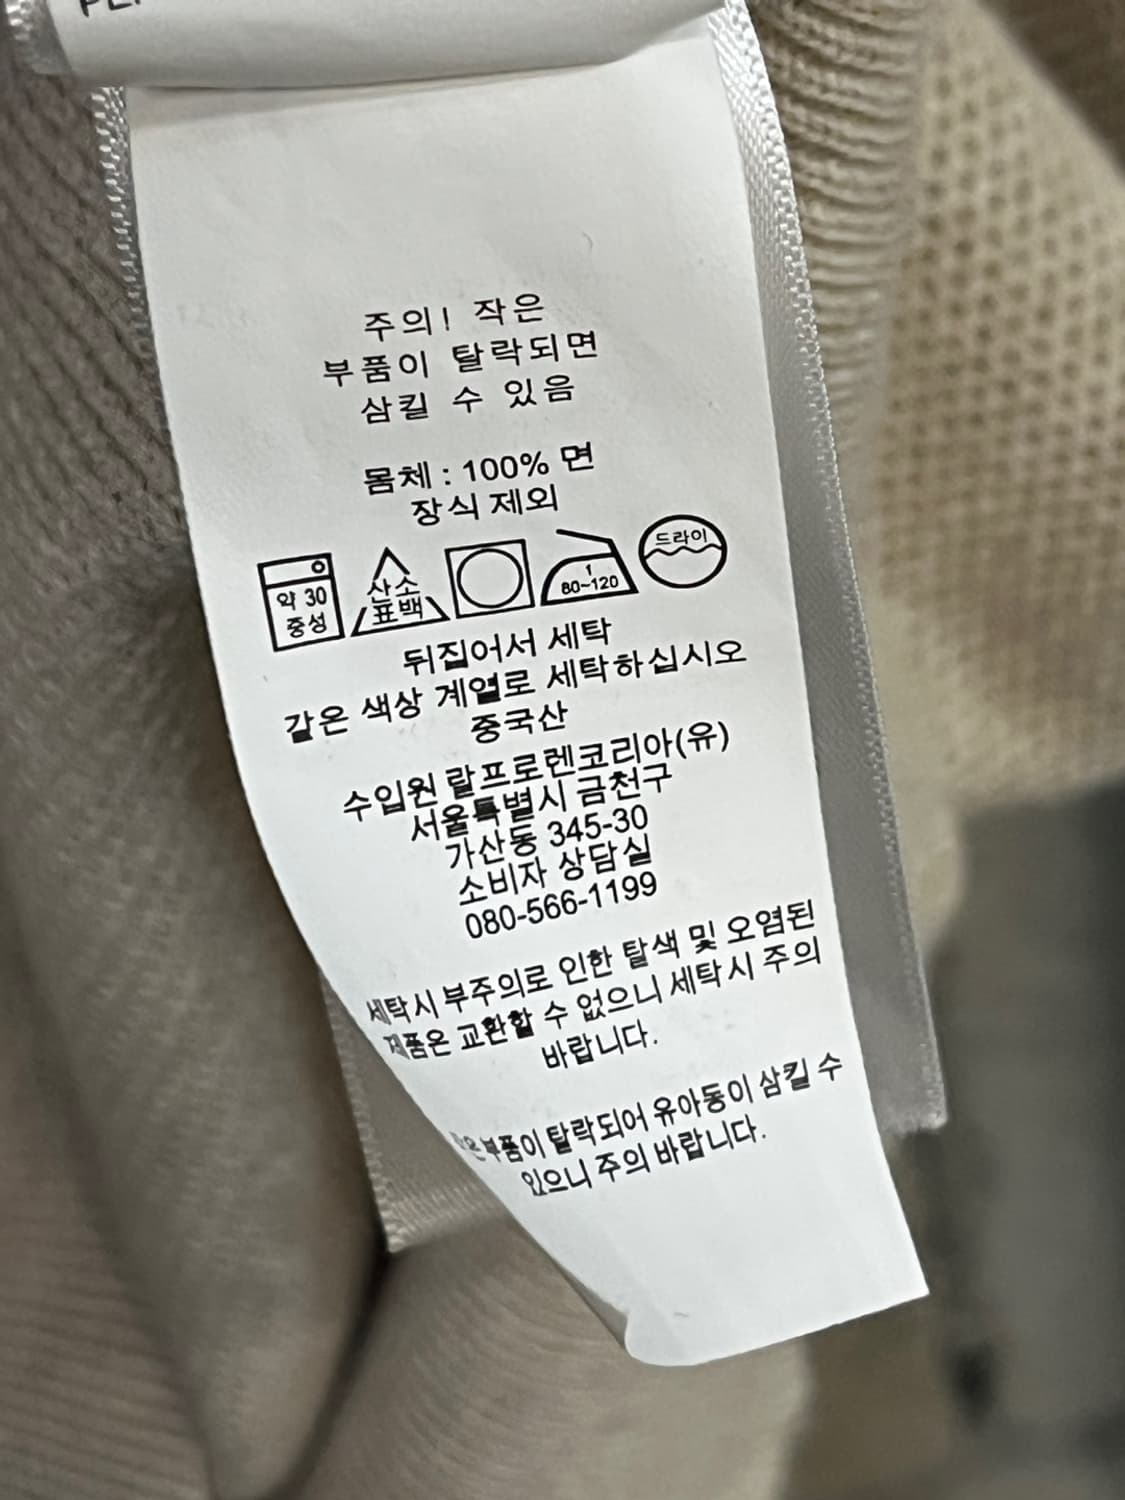 주의! 작은
부품이 탈락되면
삼킬 수 있음
몸체 : 100% 면
장식 제외
약 30
중성
산소
표백
1
80~120
드라이
뒤집어서 세탁
같은 색상 계열로 세탁하십시오
중국산
수입원 랄프로렌코리아(유)
서울특별시 금천구
가산동 345-30
소비자 상담실
080-566-1199
세탁시 부주의로 인한 탈색 및 오염된
제품은 교환할 수 없으니 세탁시 주의
바랍니다.
작은부품이 탈락되어 유아동이 삼킬 수
있으니 주의 바랍니다.